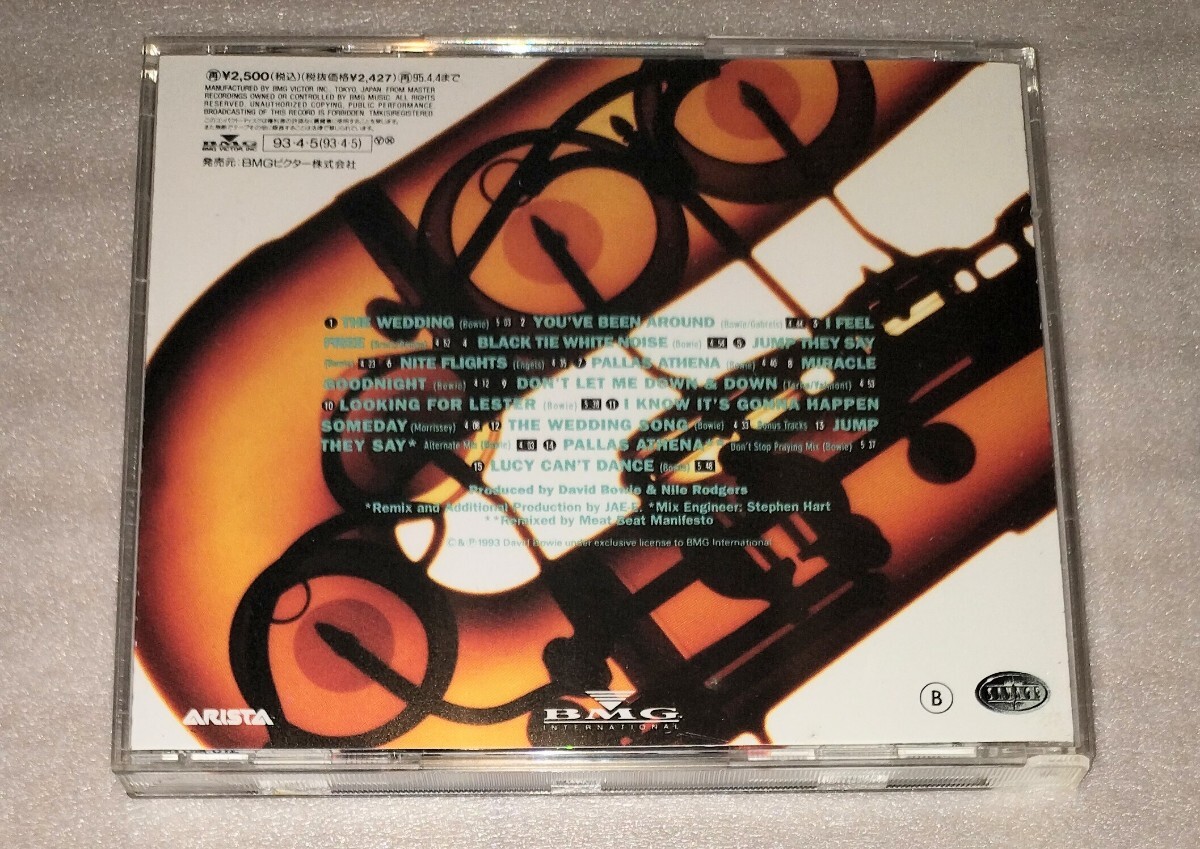 再¥2,500(税込)(税抜価格¥2,427)再95.4.4まで
MANUFACTURED BY BMG VICTOR INC., TOKYO, JAPAN. FROM MASTER
RECORDINGS OWNED OR CONTROLLED BY BMG MUSIC. ALL RIGHTS
RESERVED. UNAUTHORIZED COPYING, PUBLIC PERFORMANCE
BROADCASTING OF THIS RECORD IS FORBIDDEN. TMK(S)REGISTERED
BMG 93·4·5(93·4·5)
BMG VICTOR INC.
発売元:BMGビクター株式会社
1 THE WEDDING (Bowie) 5 03 2 YOU'VE BEEN AROUND (Bowie/Gabrels) 4 44 3 I FEEL
FREE 4 52 4 BLACK TIE WHITE NOISE (Bowie) 4 54 5 JUMP THEY SAY
(Bowie) 4 23 6 NITE FLIGHTS (Engels) 4 35 7 PALLAS ATHENA (Bowie) 4 40 8 MIRACLE
GOODNIGHT (Bowie) 4 12 9 DON'T LET ME DOWN & DOWN (Tarha/Valmont) 4 53
10 LOOKING FOR LESTER (Bowie) 5 38 11 I KNOW IT'S GONNA HAPPEN
SOMEDAY (Morrissey) 4 08 12 THE WEDDING SONG (Bowie) 4 33 Bonus Tracks 13 JUMP
THEY SAY* Alternate Mix (Bowie) 4 03 14 PALLAS ATHENA** Don't Stop Praying Mix (Bowie) 5 37
15 LUCY CAN'T DANCE (Bowie) 5 48
Produced by David Bowie & Nile Rodgers
*Remix and Additional Production by JAE-E. *Mix Engineer: Stephen Hart
**Remixed by Meat Beat Manifesto
© & P 1993 David Bowie under exclusive license to BMG International
ARISTA
BMG
INTERNATIONAL
B
SAVAGE